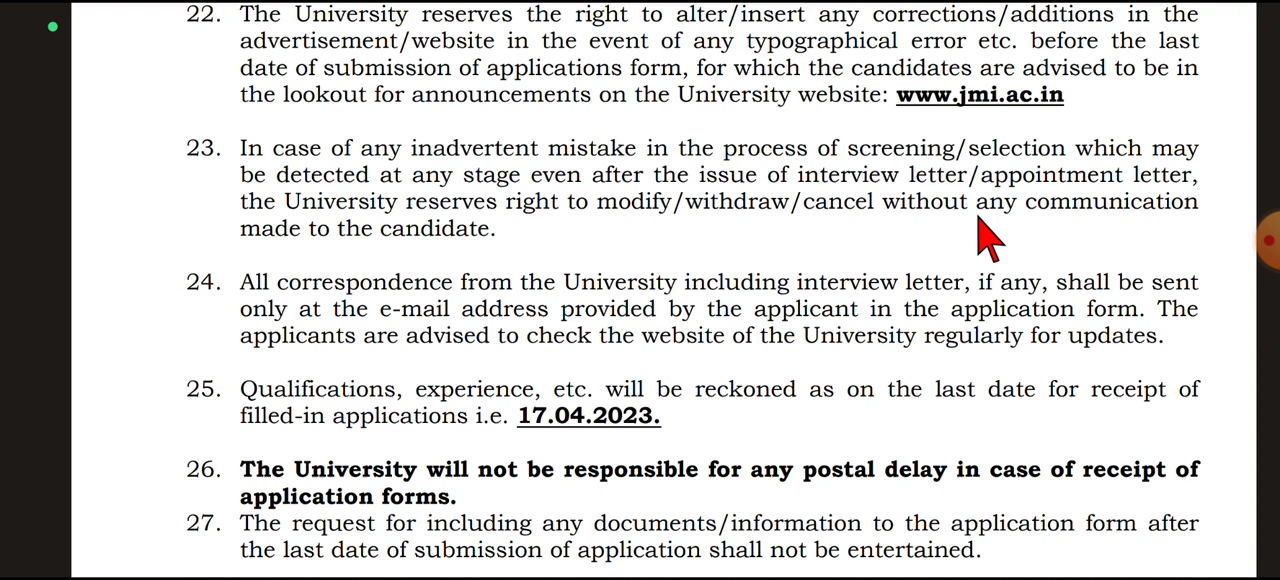 22. The University reserves the right to alter/insert any corrections/additions in the
advertisement/website in the event of any typographical error etc. before the last
date of submission of applications form, for which the candidates are advised to be in
the lookout for announcements on the University website: www.jmi.ac.in
23. In case of any inadvertent mistake in the process of screening/selection which may
be detected at any stage even after the issue of interview letter/appointment letter,
the University reserves right to modify/withdraw/cancel without any communication
made to the candidate.
24. All correspondence from the University including interview letter, if any, shall be sent
only at the e-mail address provided by the applicant in the application form. The
applicants are advised to check the website of the University regularly for updates.
25. Qualifications, experience, etc. will be reckoned as on the last date for receipt of
filled-in applications i.e. 17.04.2023.
26. The University will not be responsible for any postal delay in case of receipt of
application forms.
27. The request for including any documents/information to the application form after
the last date of submission of application shall not be entertained.